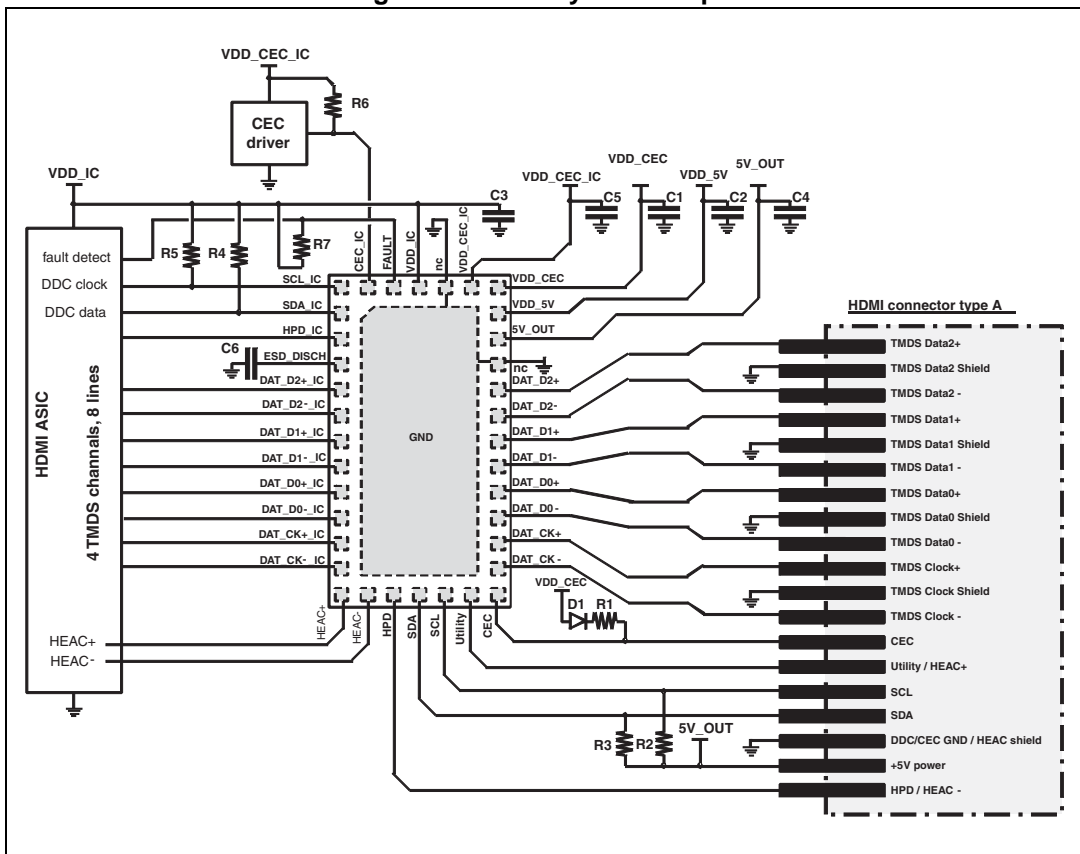 VDD_CEC_IC
R6
CEC
driver
VDD_IC
VDD_CEC_IC
VDD_CEC
VDD_5V
5V_OUT
C3
C5
C1
C2
C4
fault detect
DDC clock
DDC data
R5
R4
R7
CEC_IC
FAULT
VDD_IC
nc
VDD_CEC_IC
SCL_IC
SDA_IC
HPD_IC
C6
ESD_DISCH
DAT_D2+_IC
DAT_D2-_IC
DAT_D1+_IC
DAT_D1-_IC
DAT_D0+_IC
DAT_D0-_IC
DAT_CK+_IC
DAT_CK-_IC
HDMI ASIC
4 TMDS channels, 8 lines
HEAC+
HEAC-
GND
VDD_CEC
VDD_5V
5V_OUT
nc
DAT_D2+
DAT_D2-
DAT_D1+
DAT_D1-
DAT_D0+
DAT_D0-
DAT_CK+
DAT_CK-
HEAC+
HEAC-
HPD
SDA
SCL
Utility
CEC
VDD_CEC
D1
R1
R3
R2
5V_OUT
HDMI connector type A
TMDS Data2+
TMDS Data2 Shield
TMDS Data2 -
TMDS Data1+
TMDS Data1 Shield
TMDS Data1 -
TMDS Data0+
TMDS Data0 Shield
TMDS Data0 -
TMDS Clock+
TMDS Clock Shield
TMDS Clock -
CEC
Utility / HEAC+
SCL
SDA
DDC/CEC GND / HEAC shield
+5V power
HPD / HEAC -